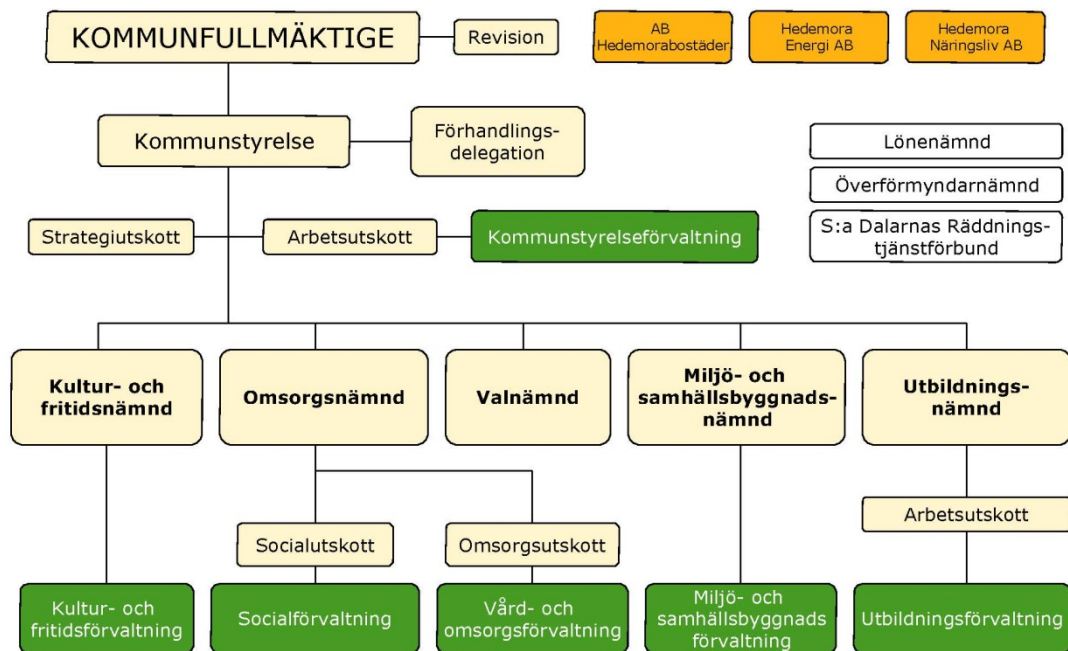 KOMMUNFULLMÄKTIGE
Revision
AB
Hedemorabostäder
Hedemora
Energi AB
Hedemora
Näringsliv AB
Kommunstyrelse
Förhandlings-
delegation
Lönenämnd
Överförmyndarnämnd
S:a Dalarnas Räddnings-
tjänstförbund
Strategiutskott
Arbetsutskott
Kommunstyrelseförvaltning
Kultur- och
fritidsnämnd
Omsorgsnämnd
Valnämnd
Miljö- och
samhällsbyggnads-
nämnd
Utbildnings-
nämnd
Socialutskott
Omsorgsutskott
Arbetsutskott
Kultur- och
fritidsförvaltning
Socialförvaltning
Vård- och
omsorgsförvaltning
Miljö- och
samhällsbyggnads
förvaltning
Utbildningsförvaltning